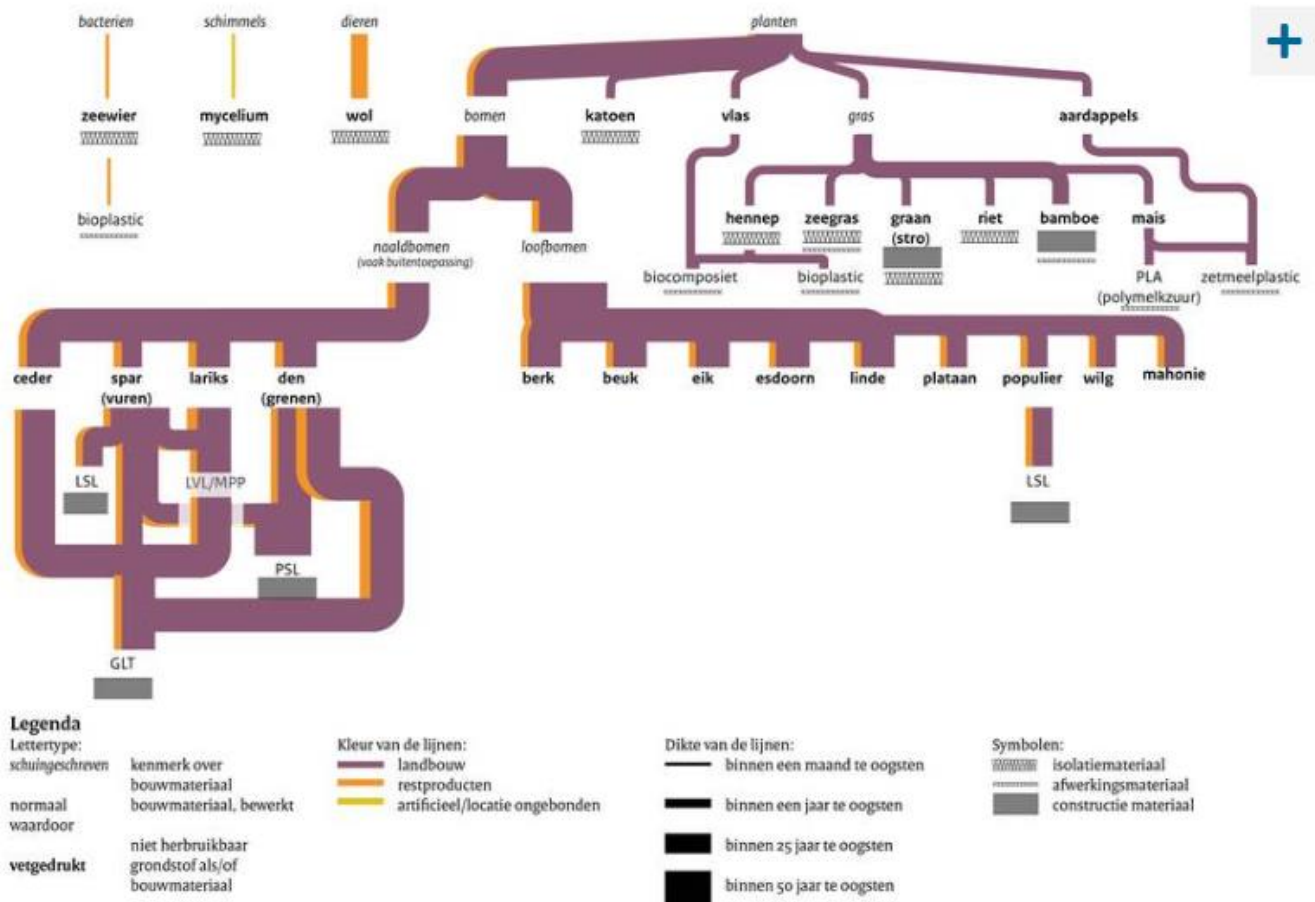 bacterien schimmels dieren planten
zeewier mycelium wol bomen katoen vlas gras aardappels
bioplastic
hennep zeegras graan riet bamboe mais
(stro)
naaldbomen loofbomen
(vaak buitentoepassing)
biocomposiet bioplastic PLA zetmeelplastic
(polymelkzuur)
ceder spar lariks den berk beuk eik esdoorn linde plataan populier wilg mahonie
(vuren) (grenen)
LSL LVL/MPP LSL
PSL
GLT
Legenda
Lettertype: Kleur van de lijnen: Dikte van de lijnen: Symbolen:
schuingeschreven kenmerk over landbouw binnen een maand te oogsten isolatiemateriaal
bouwmateriaal restproducten afwerkingsmateriaal
normaal bouwmateriaal, bewerkt artificieel/locatie ongebonden binnen een jaar te oogsten constructie materiaal
waardoor
niet herbruikbaar binnen 25 jaar te oogsten
vetgedrukt grondstof als/of
bouwmateriaal binnen 50 jaar te oogsten